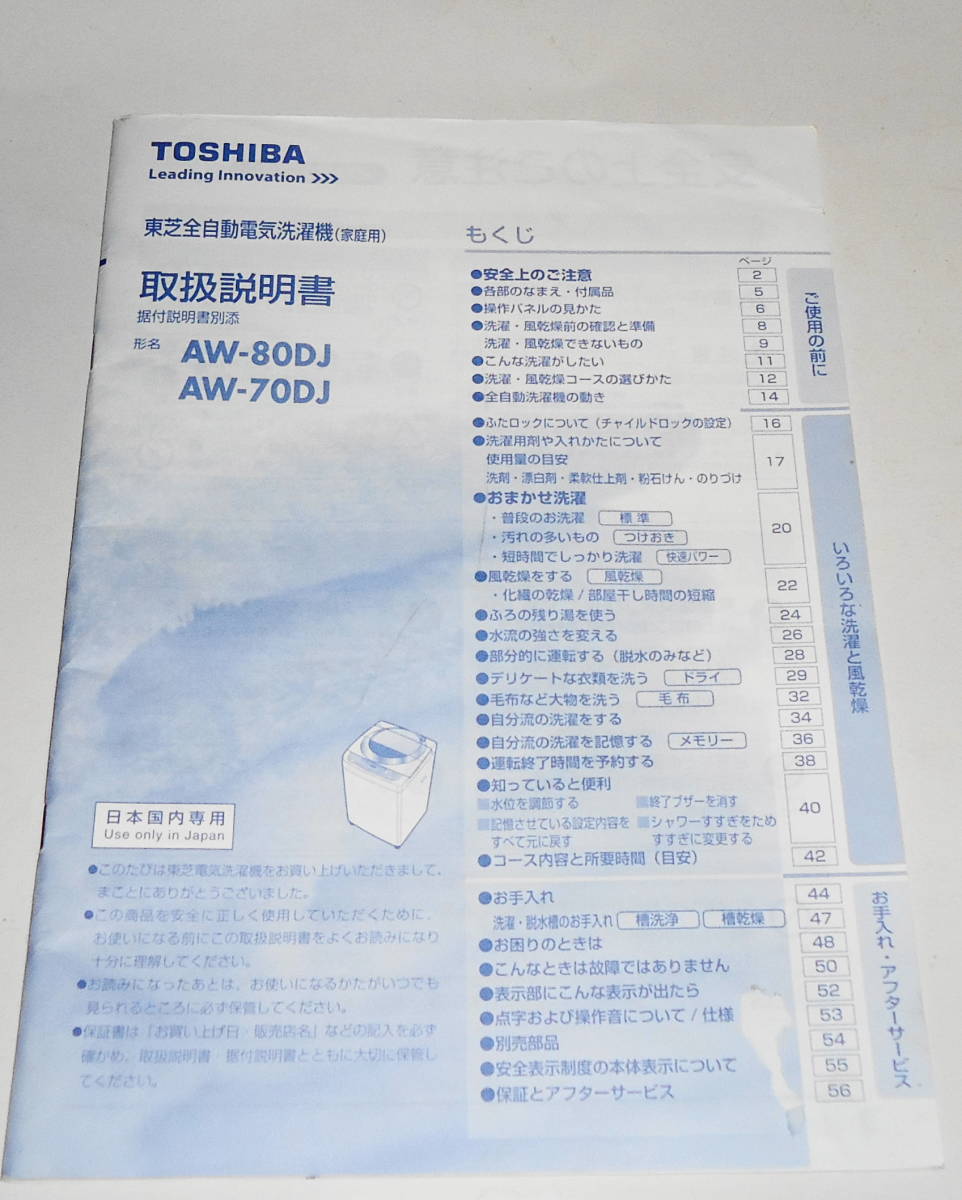 TOSHIBA
Leading Innovation >>>
東芝全自動電気洗濯機(家庭用)
取扱説明書
据付説明書別添
形名 AW-80DJ
AW-70DJ
日本国内専用
Use only in Japan
●このたびは東芝電気洗濯機をお買い上げいただきまして、
まことにありがとうございました。
●この商品を安全に正しく使用していただくために、
お使いになる前にこの取扱説明書をよくお読みになり
十分に理解してください。
●お読みになったあとは、お使いになるかたがいつでも
見られるところに必ず保管してください。
●保証書は「お買い上げ日・販売店名」などの記入を必ず
確かめ、取扱説明書・据付説明書とともに大切に保管し
てください。
もくじ
ページ
ご使用の前に
●安全上のご注意 2
●各部のなまえ・付属品 5
●操作パネルの見かた 6
●洗濯・風乾燥前の確認と準備 8
洗濯・風乾燥できないもの 9
●こんな洗濯がしたい 11
●洗濯・風乾燥コースの選びかた 12
●全自動洗濯機の動き 14
いろいろな洗濯と風乾燥
●ふたロックについて(チャイルドロックの設定) 16
●洗濯用剤や入れかたについて
使用量の目安 17
洗剤・漂白剤・柔軟仕上剤・粉石けん・のりづけ
●おまかせ洗濯
・普段のお洗濯 標準
・汚れの多いもの つけおき 20
・短時間でしっかり洗濯 快速パワー
●風乾燥をする 風乾燥 22
・化繊の乾燥/部屋干し時間の短縮
●ふろの残り湯を使う 24
●水流の強さを変える 26
●部分的に運転する(脱水のみなど) 28
●デリケートな衣類を洗う ドライ 29
●毛布など大物を洗う 毛布 32
●自分流の洗濯をする 34
●自分流の洗濯を記憶する メモリー 36
●運転終了時間を予約する 38
●知っていると便利 40
■水位を調節する ■終了ブザーを消す
■記憶させている設定内容を ■シャワーすすぎをため
すべて元に戻す すすぎに変更する
●コース内容と所要時間(目安) 42
お手入れ・アフターサービス
●お手入れ 44
洗濯・脱水槽のお手入れ 槽洗浄 槽乾燥 47
●お困りのときは 48
●こんなときは故障ではありません 50
●表示部にこんな表示が出たら 52
●点字および操作音について/仕様 53
●別売部品 54
●安全表示制度の本体表示について 55
●保証とアフターサービス 56